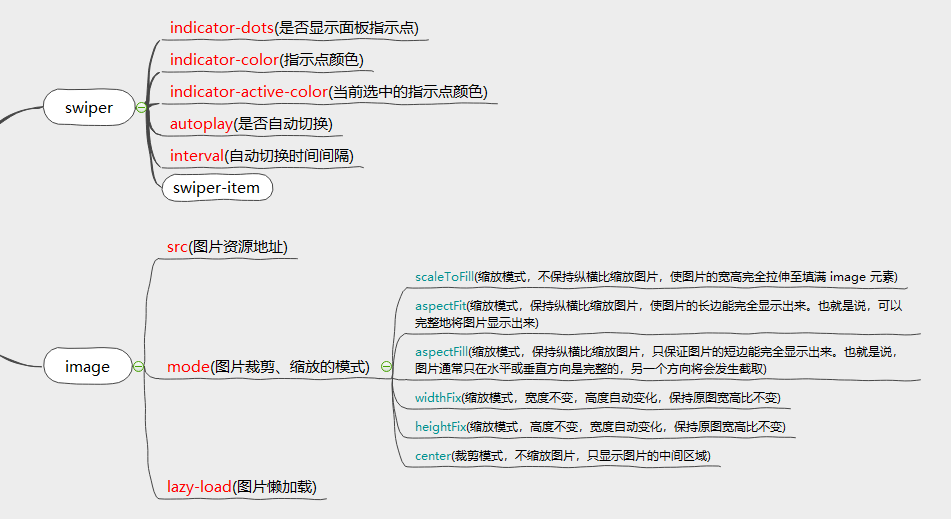 swiper
indicator-dots(是否显示面板指示点)
indicator-color(指示点颜色)
indicator-active-color(当前选中的指示点颜色)
autoplay(是否自动切换)
interval(自动切换时间间隔)
swiper-item
image
src(图片资源地址)
mode(图片裁剪、缩放的模式)
scaleToFill(缩放模式，不保持纵横比缩放图片，使图片的宽高完全拉伸至填满 image 元素)
aspectFit(缩放模式，保持纵横比缩放图片，使图片的长边能完全显示出来。也就是说，可以
完整地将图片显示出来)
aspectFill(缩放模式，保持纵横比缩放图片，只保证图片的短边能完全显示出来。也就是说，
图片通常只在水平或垂直方向是完整的，另一个方向将会发生截取)
widthFix(缩放模式，宽度不变，高度自动变化，保持原图宽高比不变)
heightFix(缩放模式，高度不变，宽度自动变化，保持原图宽高比不变)
center(裁剪模式，不缩放图片，只显示图片的中间区域)
lazy-load(图片懒加载)